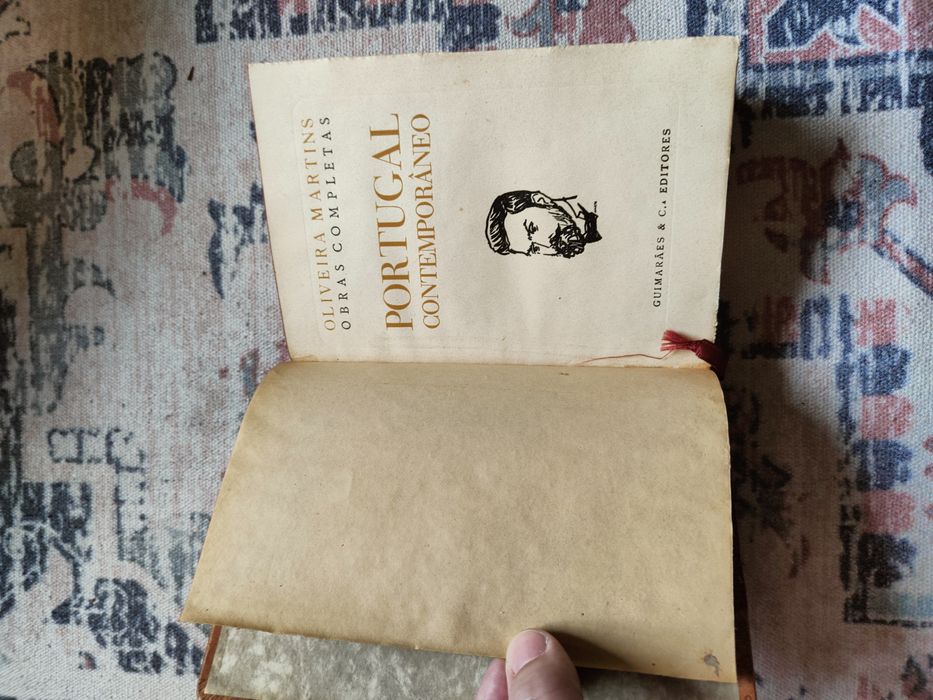 OLIVEIRA MARTINS
OBRAS COMPLETAS
PORTUGAL
CONTEMPORÂNEO
GUIMARÃES & C.ª EDITORES